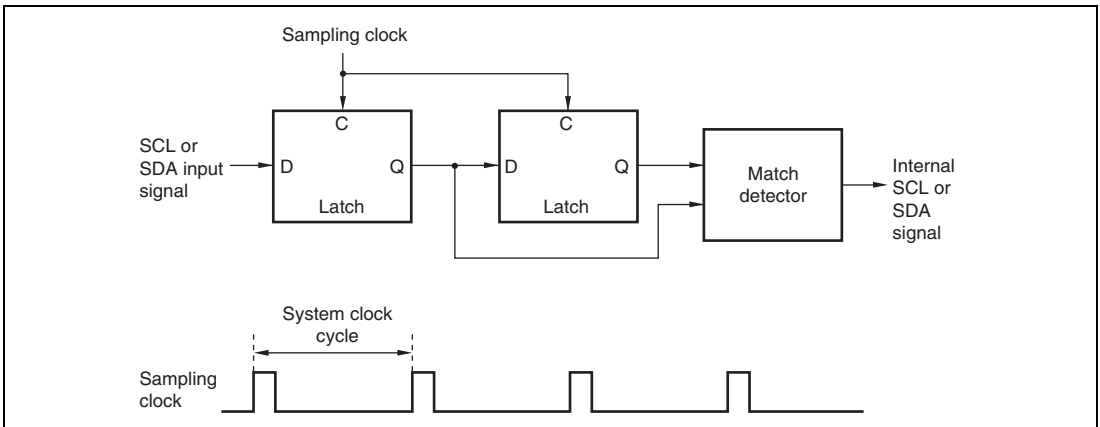 Sampling clock
C
C
SCL or
SDA input
signal
D
Q
D
Q
Latch
Latch
Match
detector
Internal
SCL or
SDA
signal
System clock
cycle
Sampling
clock